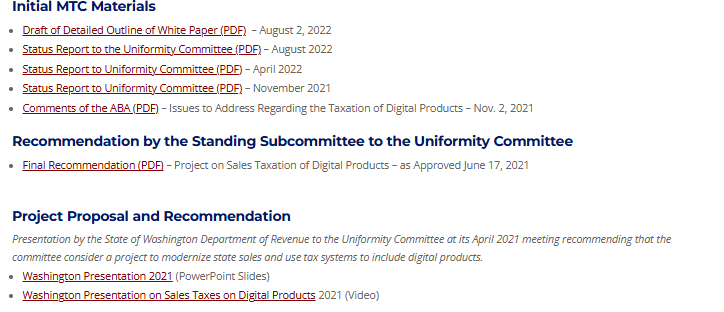 Initial MTC Materials
• Draft of Detailed Outline of White Paper (PDF) – August 2, 2022
• Status Report to the Uniformity Committee (PDF) – August 2022
• Status Report to Uniformity Committee (PDF) – April 2022
• Status Report to Uniformity Committee (PDF) – November 2021
• Comments of the ABA (PDF) – Issues to Address Regarding the Taxation of Digital Products – Nov. 2, 2021
Recommendation by the Standing Subcommittee to the Uniformity Committee
• Final Recommendation (PDF) – Project on Sales Taxation of Digital Products – as Approved June 17, 2021
Project Proposal and Recommendation
Presentation by the State of Washington Department of Revenue to the Uniformity Committee at its April 2021 meeting recommending that the
committee consider a project to modernize state sales and use tax systems to include digital products.
• Washington Presentation 2021 (PowerPoint Slides)
• Washington Presentation on Sales Taxes on Digital Products 2021 (Video)